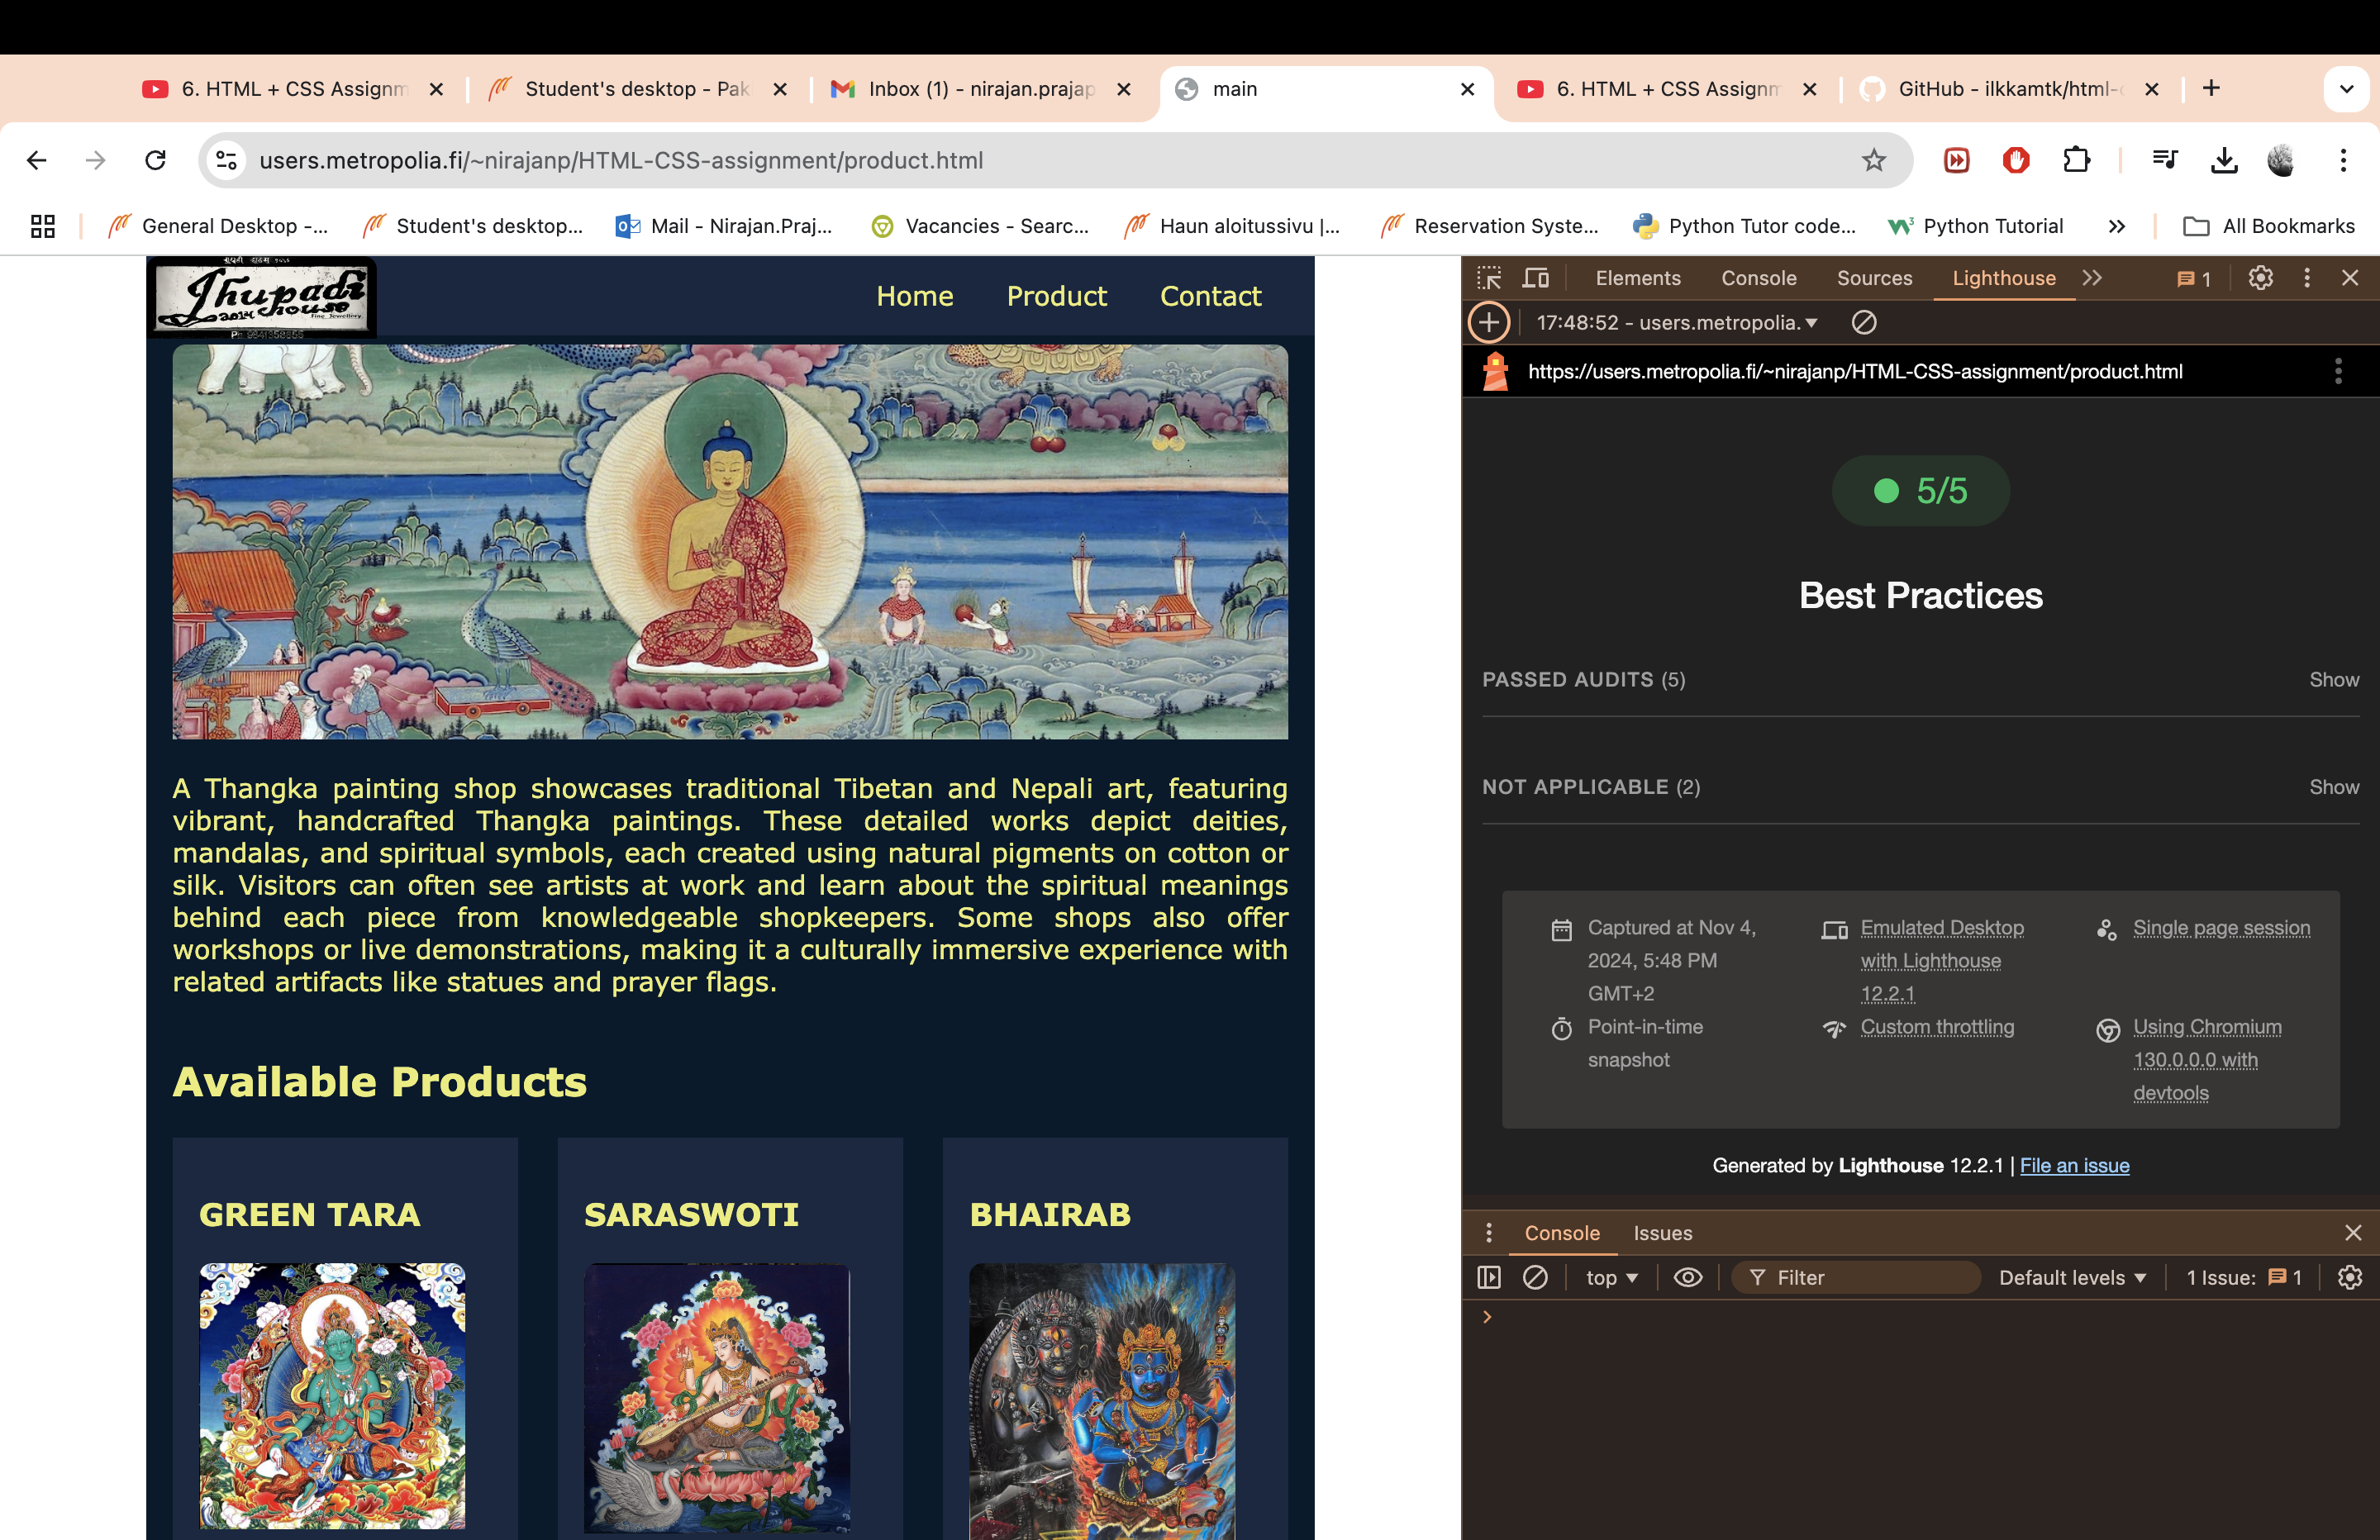 6. HTML + CSS Assignm
Student's desktop - Pak
Inbox (1) - nirajan.prajap
main
6. HTML + CSS Assignm
GitHub - ilkkamtk/html-c
users.metropolia.fi/~nirajanp/HTML-CSS-assignment/product.html
General Desktop -...
Student's desktop...
Mail - Nirajan.Praj...
Vacancies - Searc...
Haun aloitussivu |...
Reservation Syste...
Python Tutor code...
Python Tutorial
All Bookmarks
Jhupadi
2014 house
Fine Jewellery.
Home
Product
Contact
A Thangka painting shop showcases traditional Tibetan and Nepali art, featuring
vibrant, handcrafted Thangka paintings. These detailed works depict deities,
mandalas, and spiritual symbols, each created using natural pigments on cotton or
silk. Visitors can often see artists at work and learn about the spiritual meanings
behind each piece from knowledgeable shopkeepers. Some shops also offer
workshops or live demonstrations, making it a culturally immersive experience with
related artifacts like statues and prayer flags.
Available Products
GREEN TARA
SARASWOTI
BHAIRAB
Elements
Console
Sources
Lighthouse
1
17:48:52 - users.metropolia.
https://users.metropolia.fi/~nirajanp/HTML-CSS-assignment/product.html
5/5
Best Practices
PASSED AUDITS (5)
Show
NOT APPLICABLE (2)
Show
Captured at Nov 4,
2024, 5:48 PM
GMT+2
Emulated Desktop
with Lighthouse
12.2.1
Single page session
Point-in-time
snapshot
Custom throttling
Using Chromium
130.0.0.0 with
devtools
Generated by Lighthouse 12.2.1 | File an issue
Console
Issues
top
Filter
Default levels
1 Issue:
1